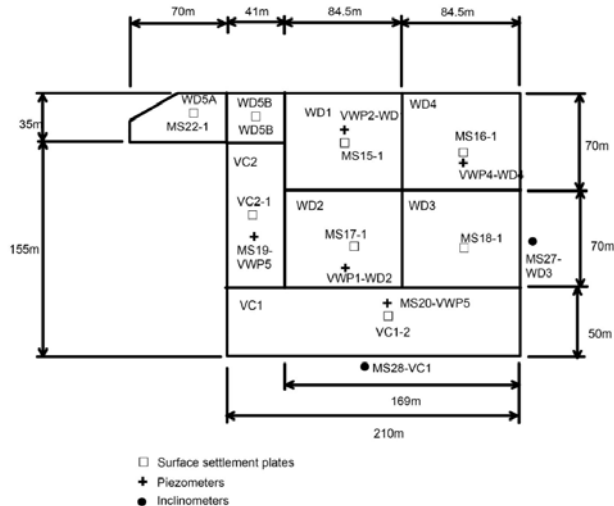 70m
41m
84.5m
84.5m
35m
155m
WD5A
MS22-1
WD5B
WD5B
WD1
VWP2-WD
MS15-1
WD4
MS16-1
VWP4-WD4
70m
VC2
VC2-1
MS19-
VWP5
WD2
MS17-1
VWP1-WD2
WD3
MS18-1
MS27-
WD3
70m
VC1
MS20-VWP5
VC1-2
50m
MS28-VC1
169m
210m
Surface settlement plates
Piezometers
Inclinometers